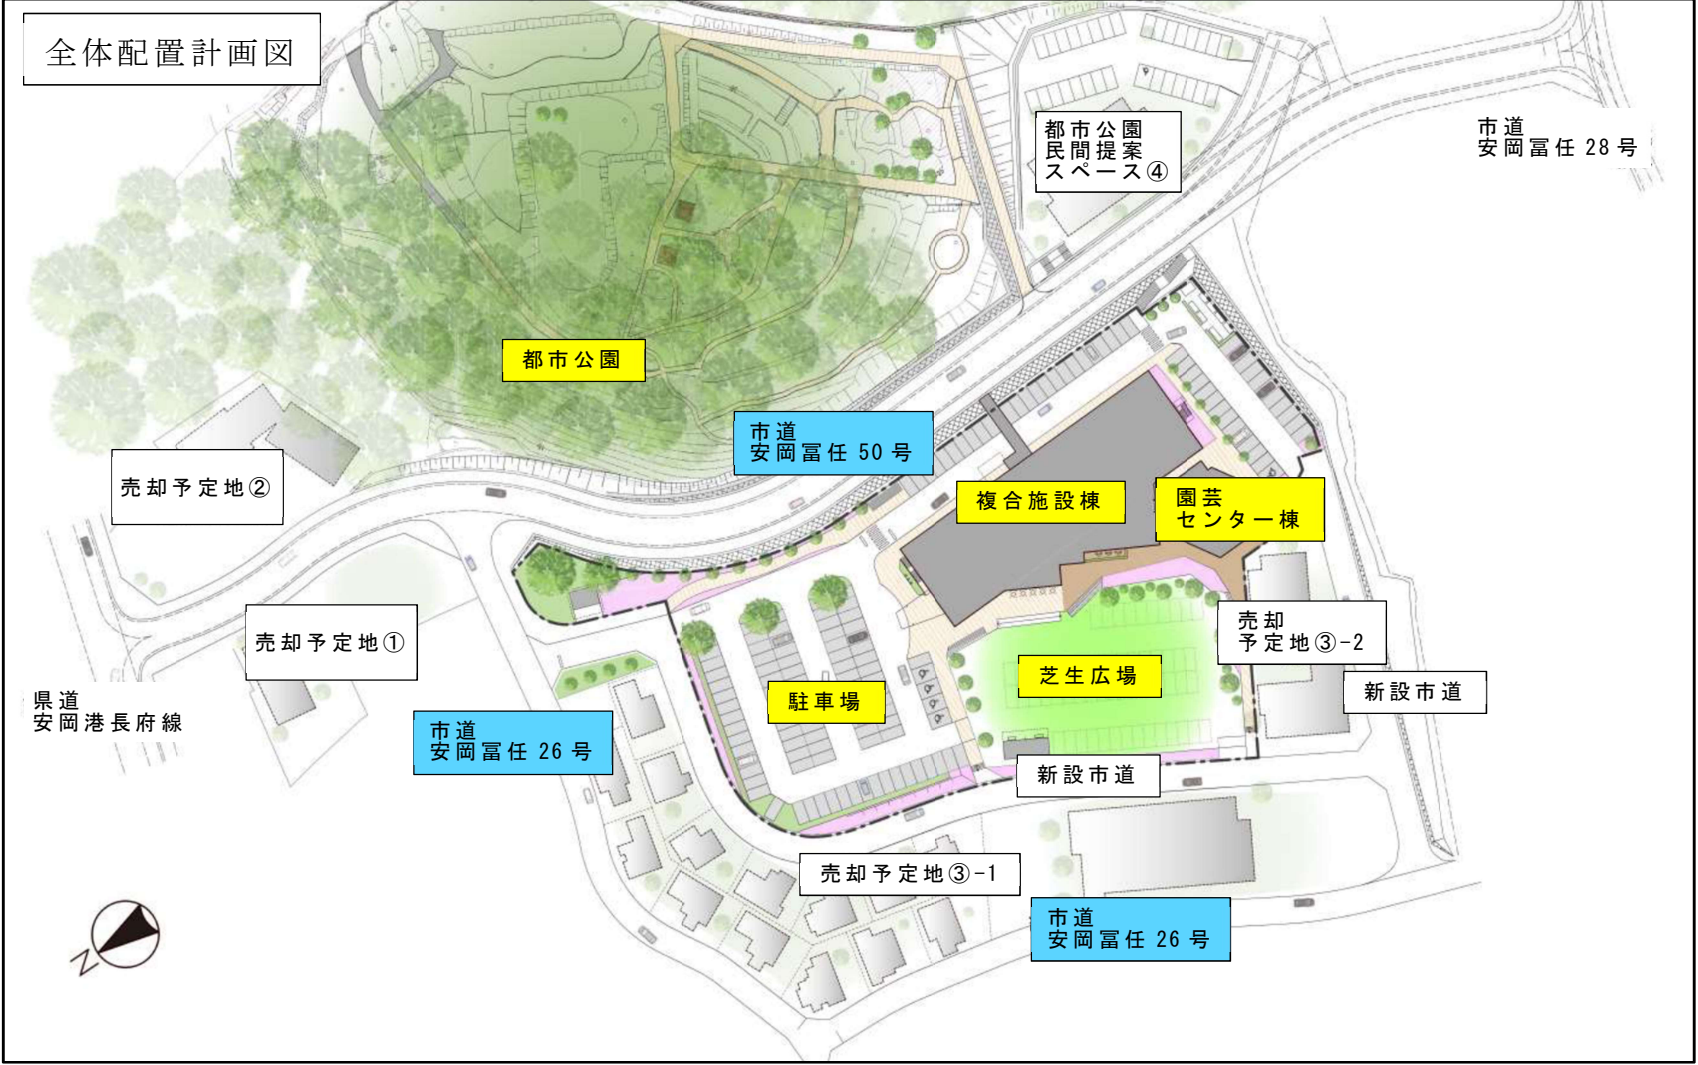 全体配置計画図
都市公園
民間提案
スペース④
市道
安岡冨任 28 号
都市公園
市道
安岡冨任 50 号
売却予定地②
複合施設棟
園芸
センター棟
売却予定地①
売却
予定地③-2
県道
安岡港長府線
芝生広場
新設市道
駐車場
市道
安岡冨任 26 号
新設市道
売却予定地③-1
市道
安岡冨任 26 号
N